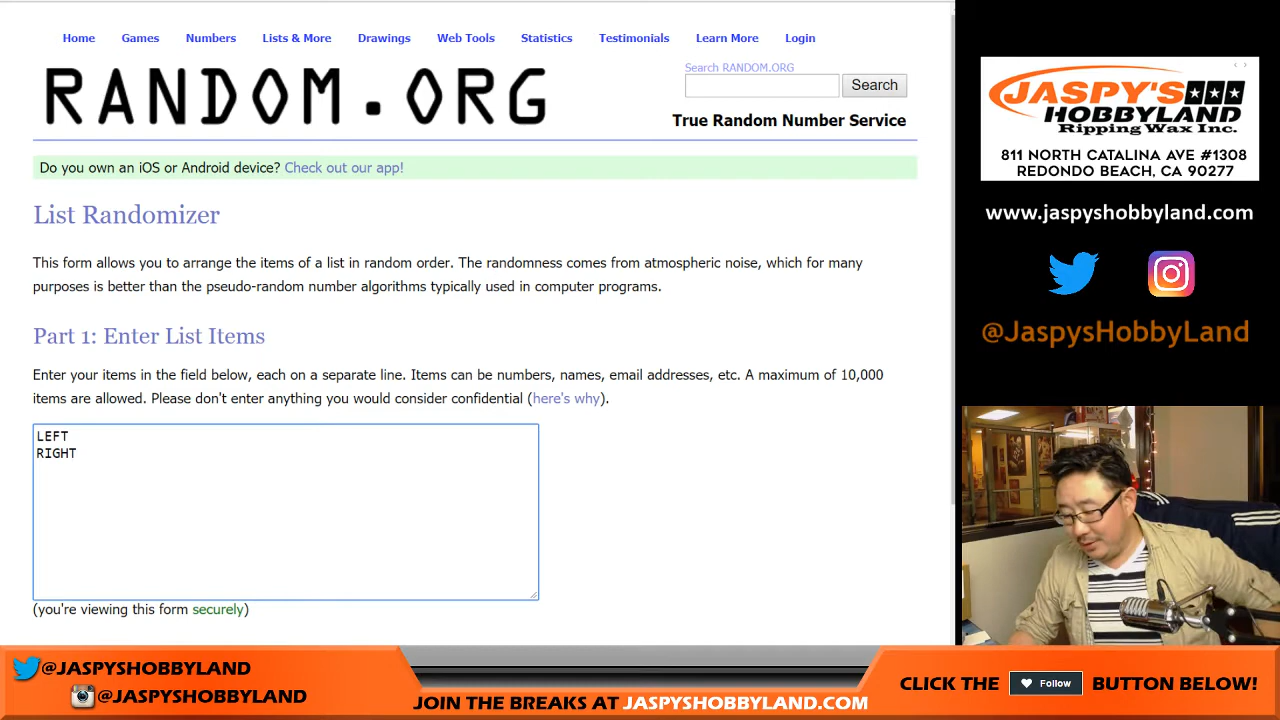 Home Games Numbers Lists & More Drawings Web Tools Statistics Testimonials Learn More Login
RANDOM.ORG
Search RANDOM.ORG
Search
True Random Number Service
Do you own an iOS or Android device? Check out our app!
List Randomizer
This form allows you to arrange the items of a list in random order. The randomness comes from atmospheric noise, which for many
purposes is better than the pseudo-random number algorithms typically used in computer programs.
Part 1: Enter List Items
Enter your items in the field below, each on a separate line. Items can be numbers, names, email addresses, etc. A maximum of 10,000
items are allowed. Please don't enter anything you would consider confidential (here's why).
LEFT
RIGHT
(you're viewing this form securely)
JASPY'S
HOBBYLAND
Ripping Wax Inc.
811 NORTH CATALINA AVE #1308
REDONDO BEACH, CA 90277
www.jaspyshobbyland.com
@JaspysHobbyLand
@JASPYSHOBBYLAND
@JASPYSHOBBYLAND
JOIN THE BREAKS AT JASPYSHOBBYLAND.COM
CLICK THE Follow BUTTON BELOW!